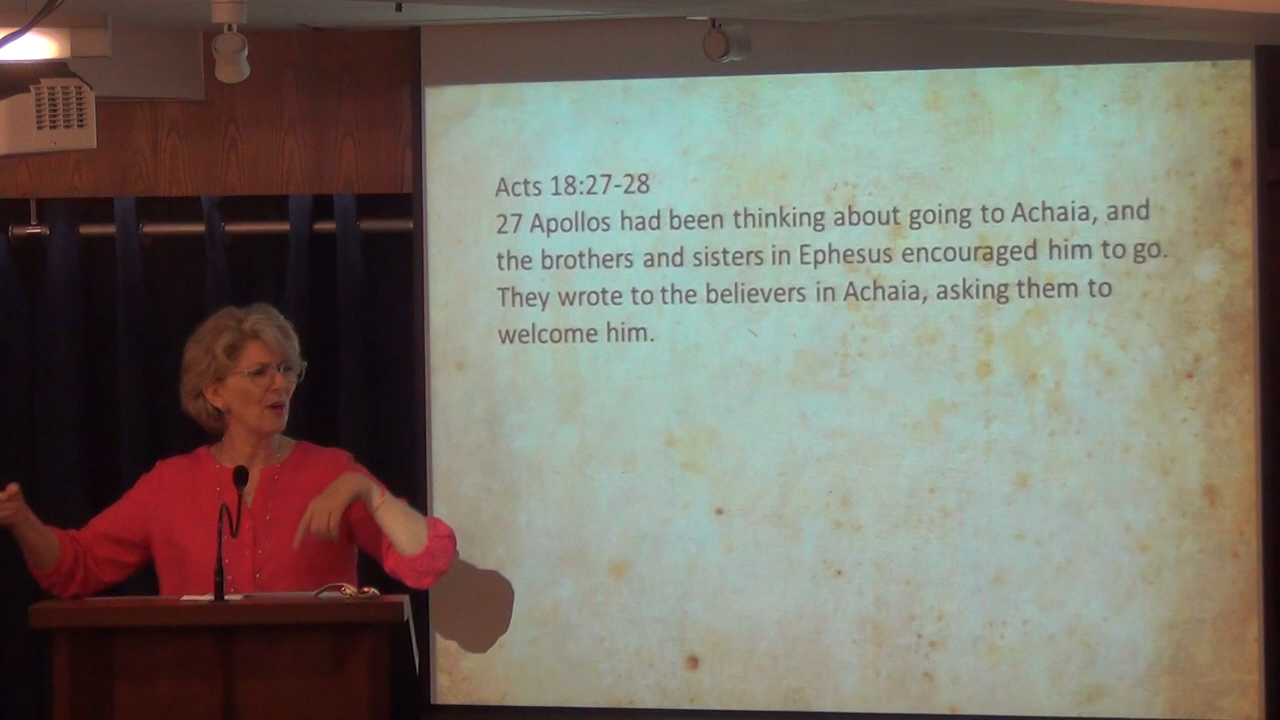 Acts 18:27-28
27 Apollos had been thinking about going to Achaia, and
the brothers and sisters in Ephesus encouraged him to go.
They wrote to the believers in Achaia, asking them to
welcome him.